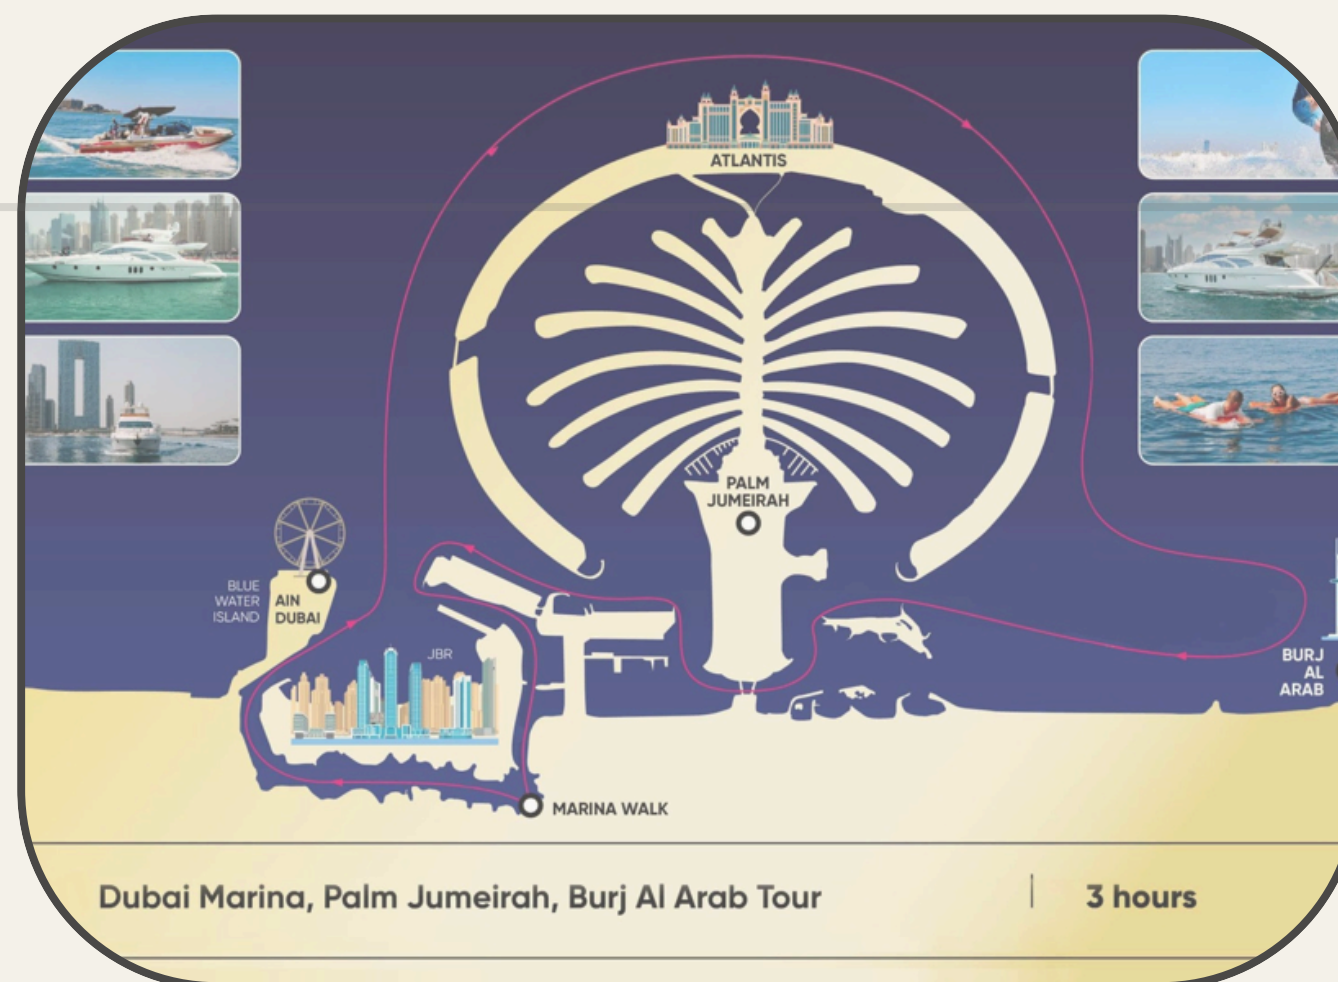 ATLANTIS
PALM
JUMEIRAH
BLUE
WATER
ISLAND
AIN
DUBAI
JBR
BURJ
AL
ARAB
MARINA WALK
Dubai Marina, Palm Jumeirah, Burj Al Arab Tour
3 hours